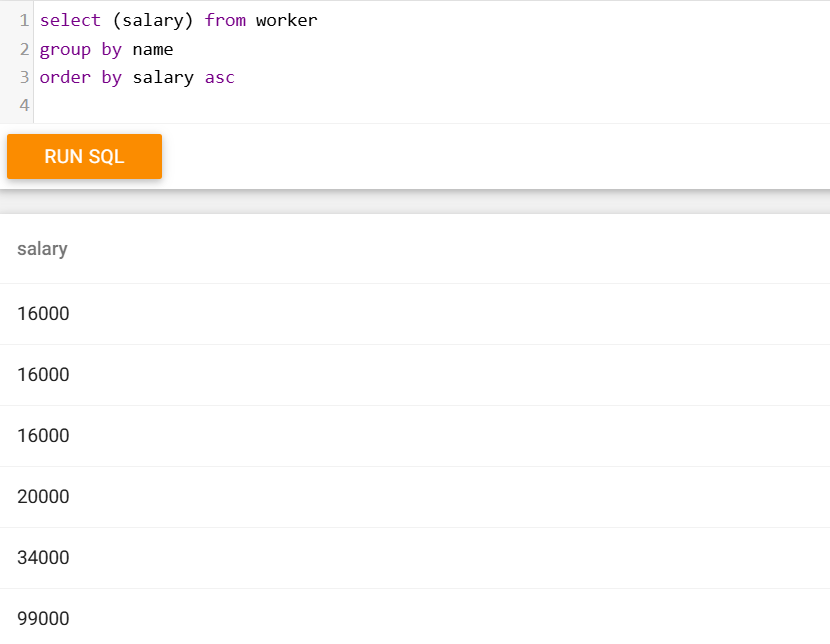 1 select (salary) from worker
2 group by name
3 order by salary asc
4
RUN SQL
salary
16000
16000
16000
20000
34000
99000